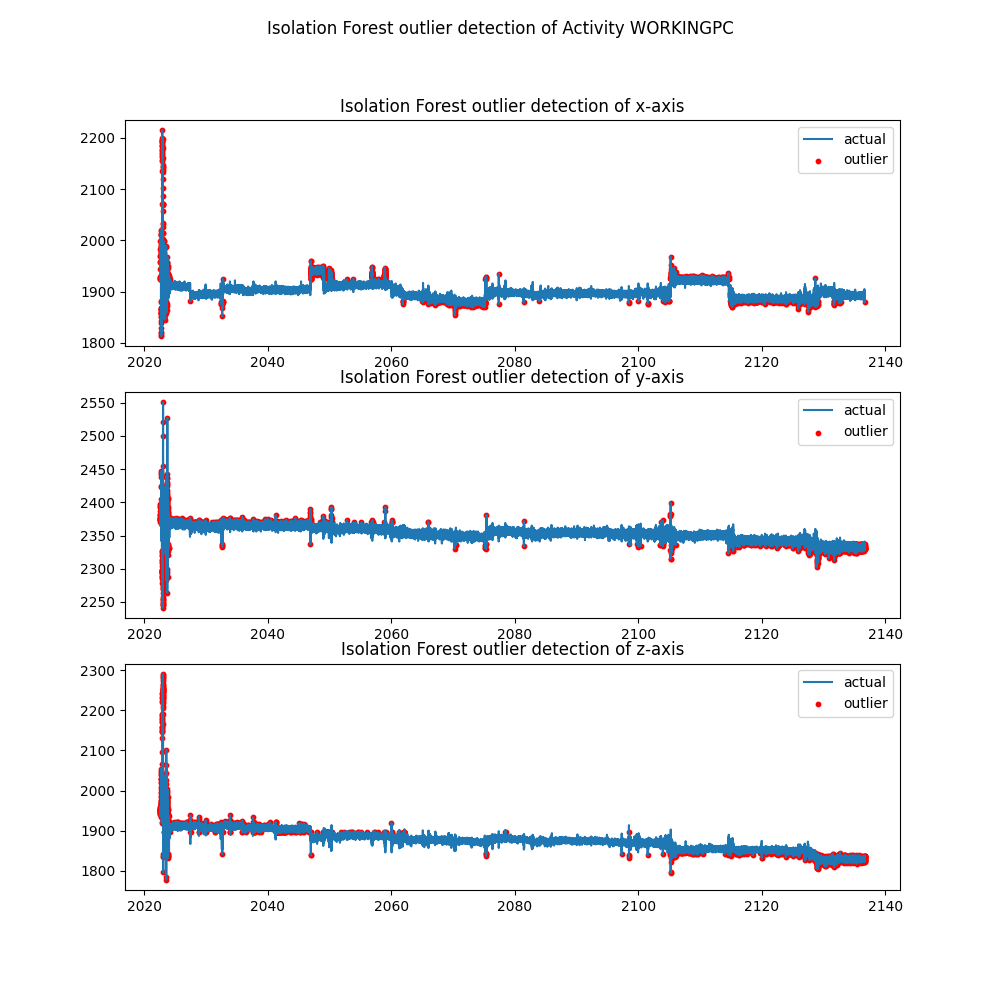 Isolation Forest outlier detection of Activity WORKINGPC
Isolation Forest outlier detection of x-axis
2200
2100
2000
1900
1800
actual
outlier
2020 2040 2060 2080 2100 2120 2140
Isolation Forest outlier detection of y-axis
2550
2500
2450
2400
2350
2300
2250
actual
outlier
2020 2040 2060 2080 2100 2120 2140
Isolation Forest outlier detection of z-axis
2300
2200
2100
2000
1900
1800
actual
outlier
2020 2040 2060 2080 2100 2120 2140